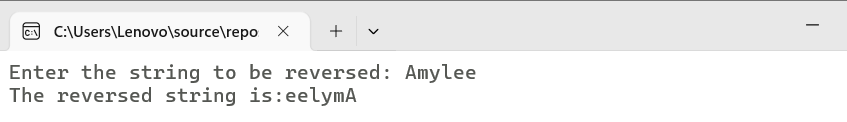 C:\Users\Lenovo\source\repo
Enter the string to be reversed: Amylee
The reversed string is:eelymA